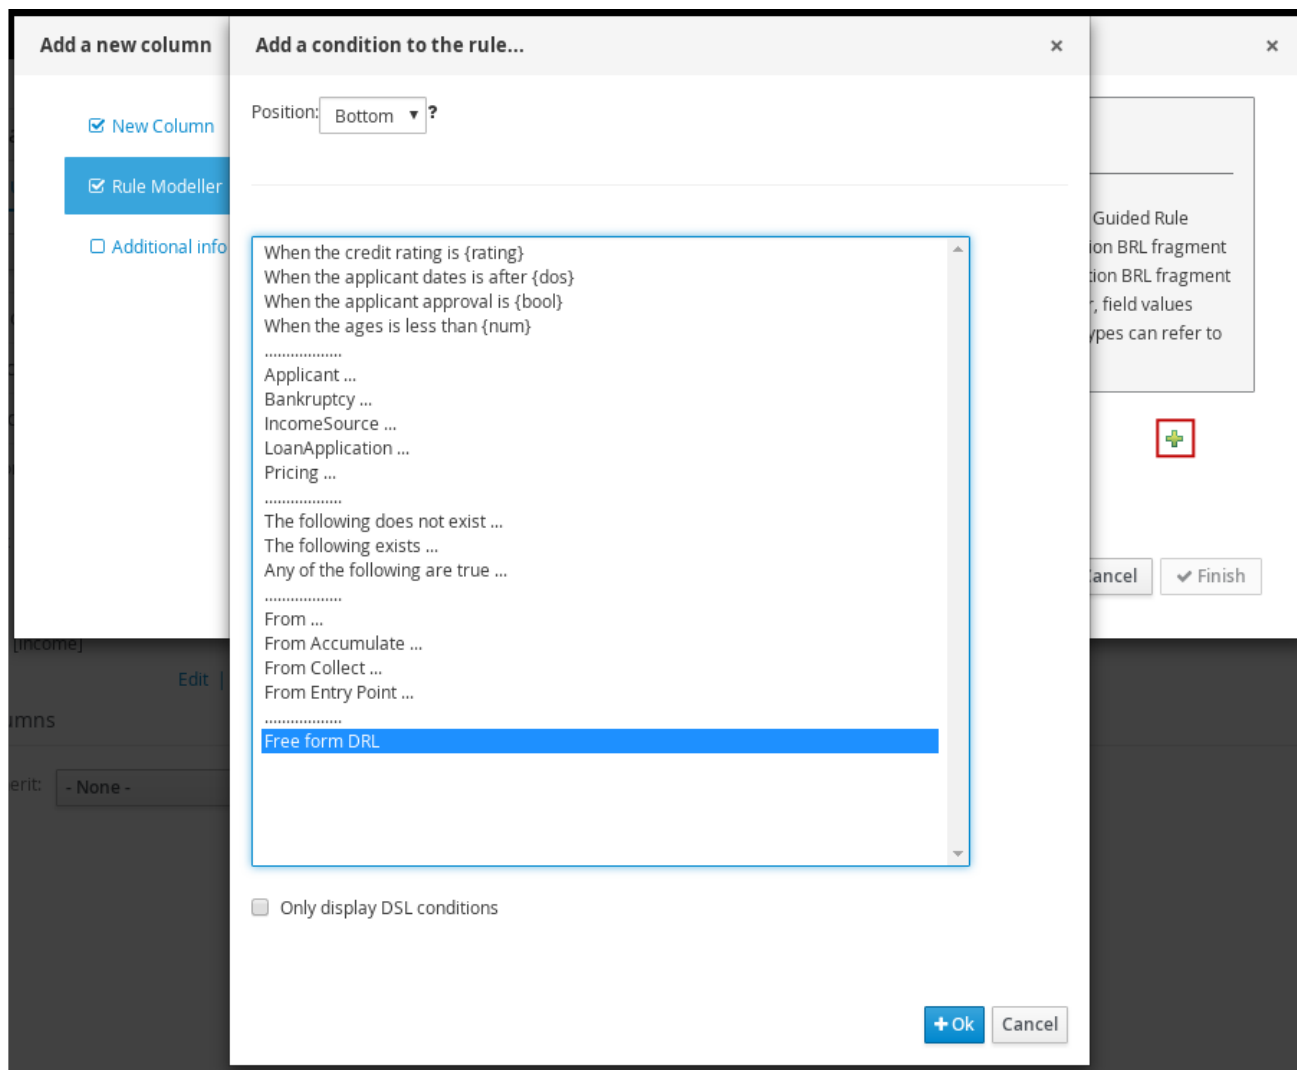 Add a new column
Add a condition to the rule...
×
×
New Column
Rule Modeller
Additional info
Position:
Bottom
?
When the credit rating is {rating}
When the applicant dates is after {dos}
When the applicant approval is {bool}
When the ages is less than {num}
..................
Applicant ...
Bankruptcy ...
IncomeSource ...
LoanApplication ...
Pricing ...
..................
The following does not exist ...
The following exists ...
Any of the following are true ...
..................
From ...
From Accumulate ...
From Collect ...
From Entry Point ...
..................
Free form DRL
Only display DSL conditions
Ok
Cancel
Guided Rule
ion BRL fragment
tion BRL fragment
, field values
ypes can refer to
ancel
Finish
[income]
Edit |
umns
erit:
- None -